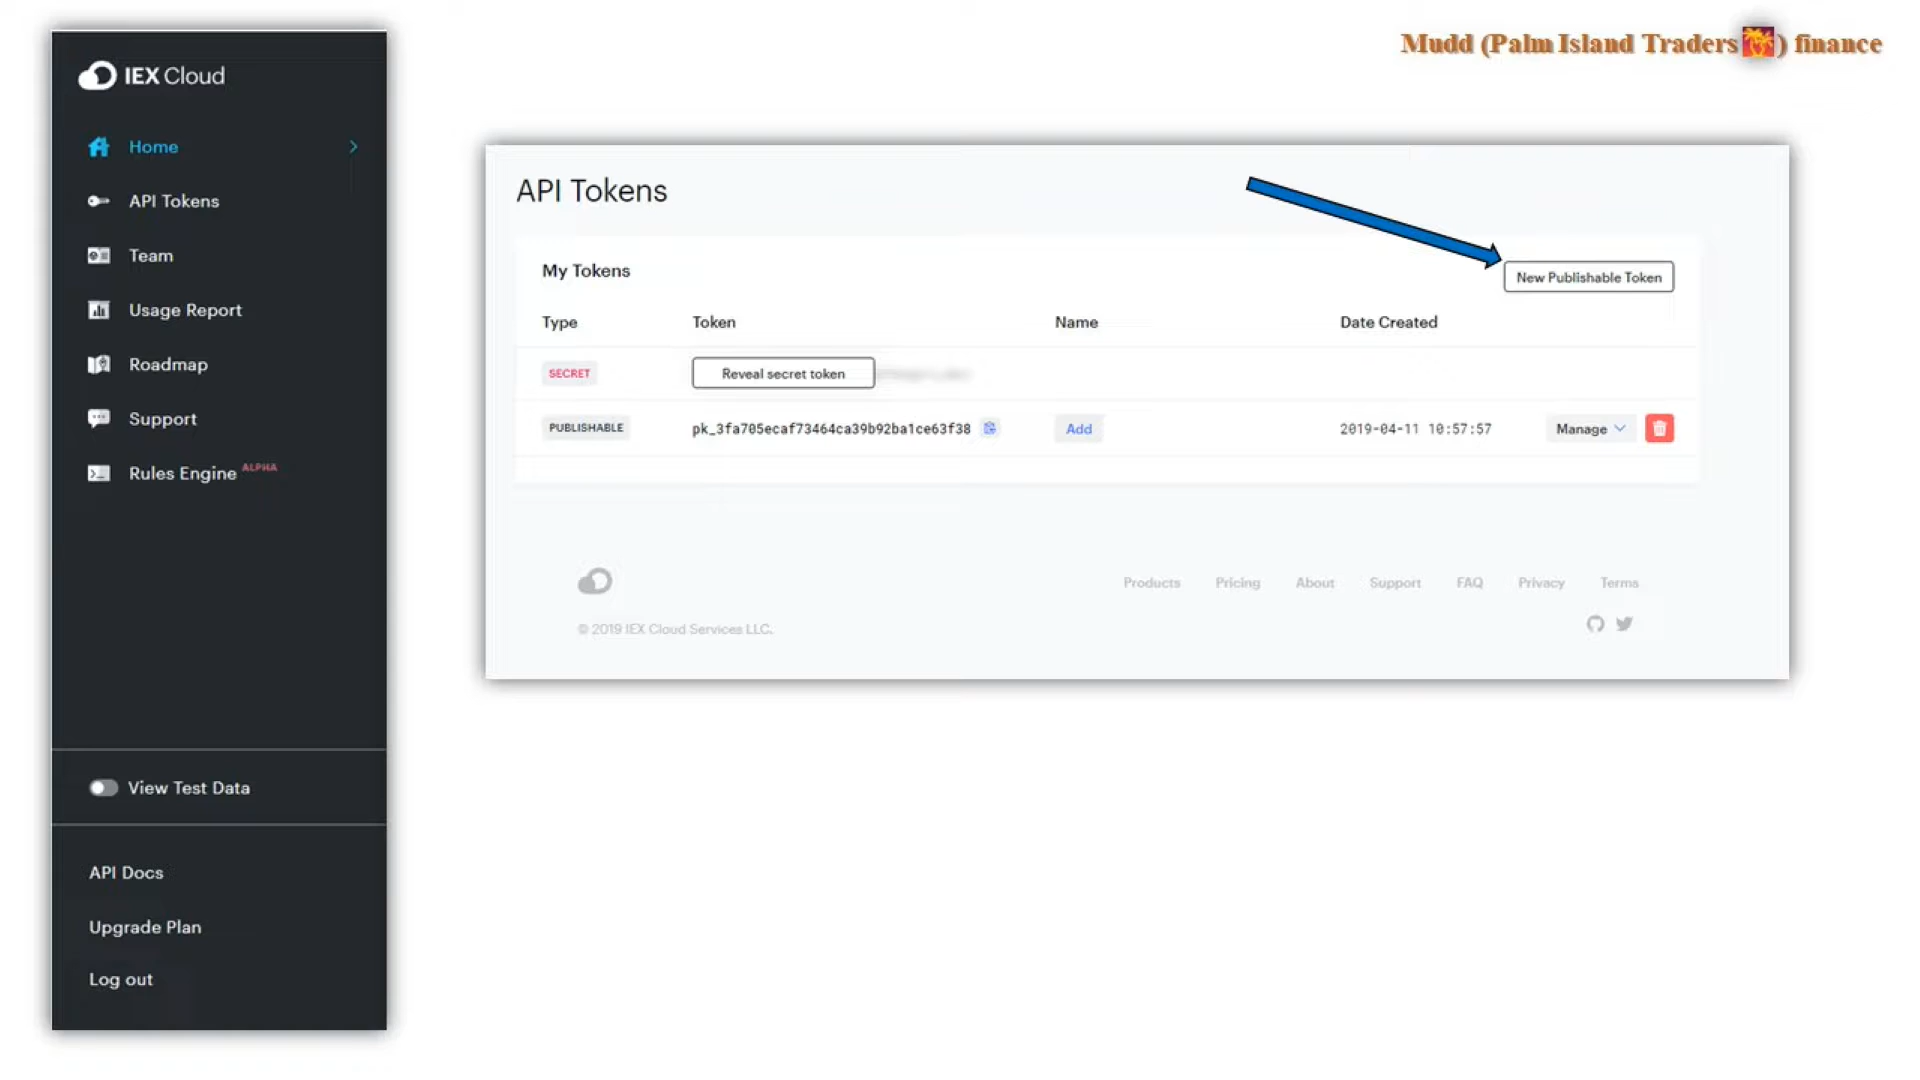 Mudd (Palm Island Traders) finance
IEX Cloud
Home
API Tokens
Team
Usage Report
Roadmap
Support
Rules Engine ALPHA
View Test Data
API Docs
Upgrade Plan
Log out
API Tokens
My Tokens
New Publishable Token
Type Token Name Date Created
SECRET Reveal secret token
PUBLISHABLE pk_3fa705ecaf73464ca39b92ba1ce63f38 Add 2019-04-11 10:57:57 Manage
Products Pricing About Support FAQ Privacy Terms
© 2019 IEX Cloud Services LLC.